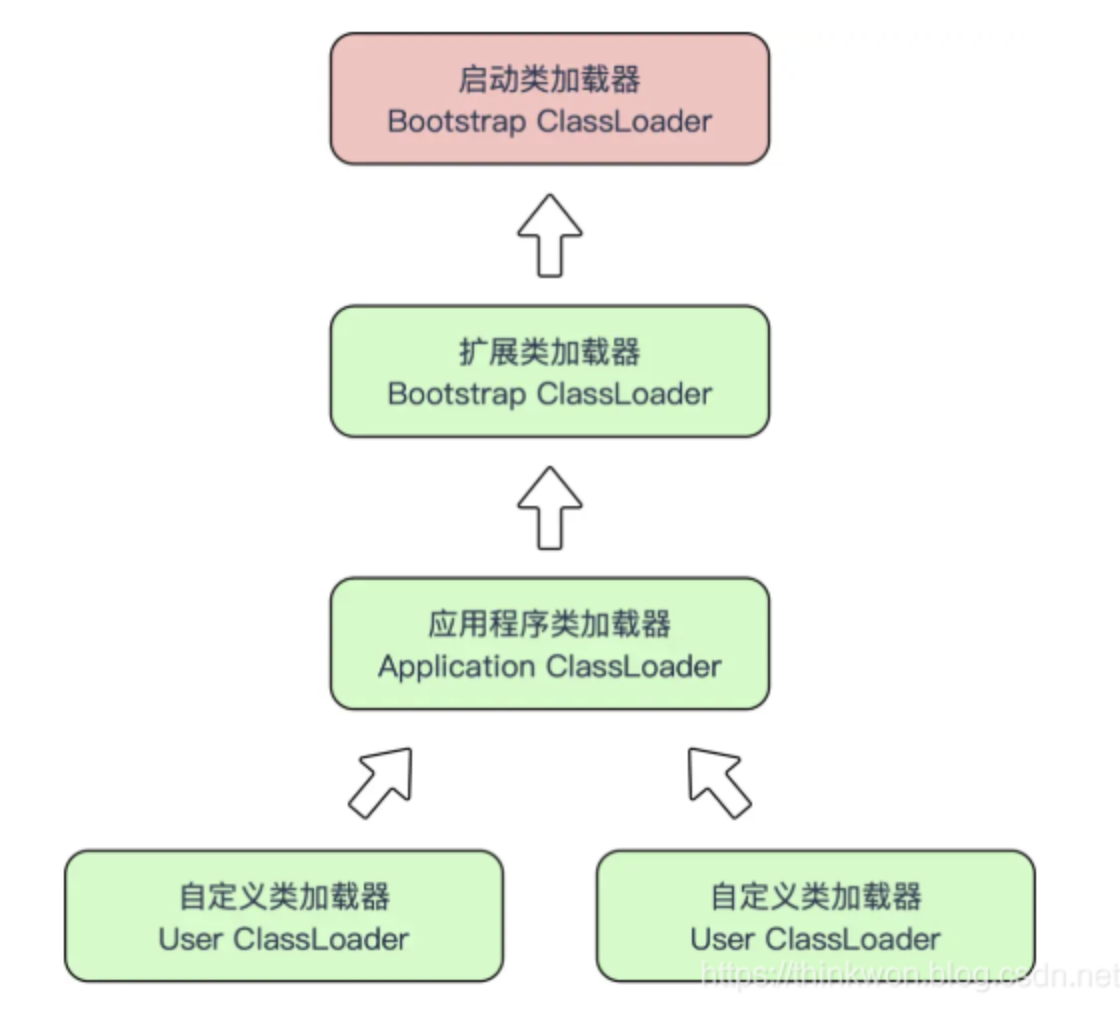 启动类加载器
Bootstrap ClassLoader
扩展类加载器
Bootstrap ClassLoader
应用程序类加载器
Application ClassLoader
自定义类加载器
User ClassLoader
自定义类加载器
User ClassLoader
https://thinkwon.blog.csdn.net